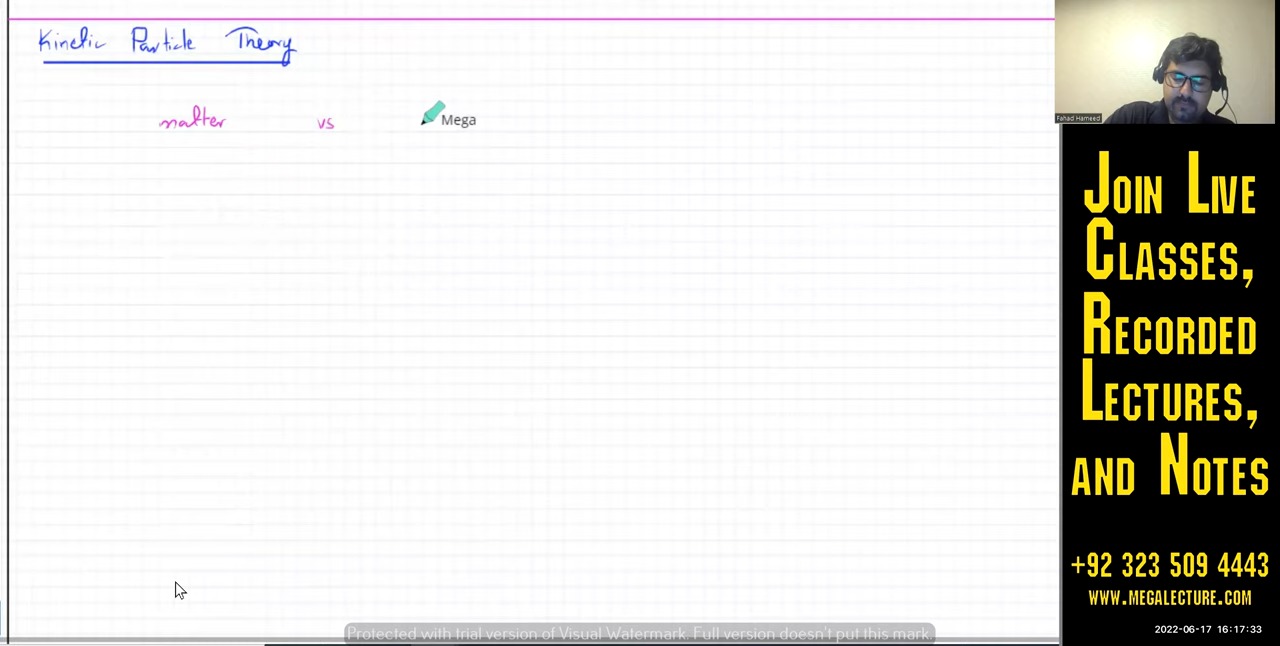 Kinetic Particle Theory
matter vs Mega
Fahad Hameed
JOIN LIVE
CLASSES,
RECORDED
LECTURES,
AND NOTES
+92 323 509 4443
WWW.MEGALECTURE.COM
2022-06-17 16:17:33
Protected with trial version of Visual Watermark. Full version doesn't put this mark.